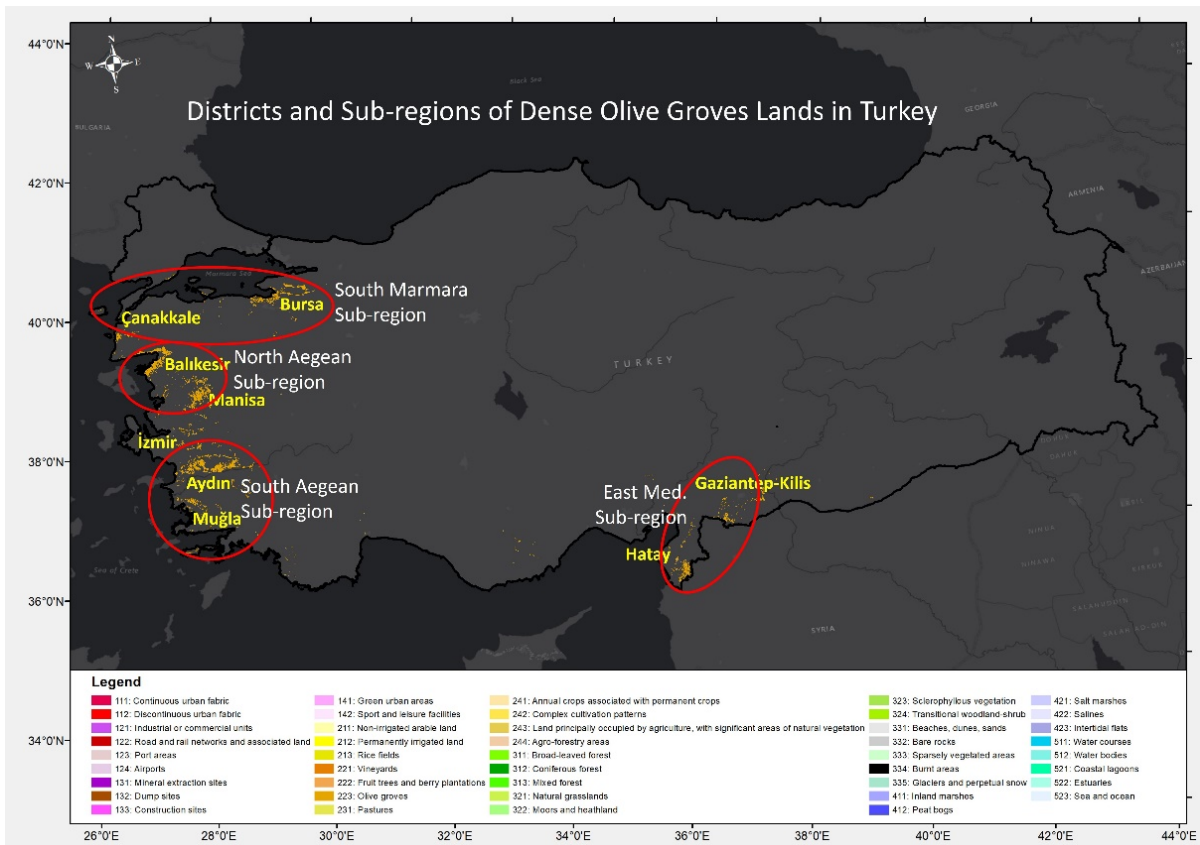 Districts and Sub-regions of Dense Olive Groves Lands in Turkey
N
W
E
S
Black Sea
BULGARIA
GEORGIA
ARMENIA
AZERBAIJAN
Marmara Sea
TURKEY
Sea of Crete
SYRIA
NINAWA
KIRKUK
44°0'N
42°0'N
40°0'N
38°0'N
36°0'N
34°0'N
South Marmara
Sub-region
Bursa
Çanakkale
North Aegean
Sub-region
Balıkesir
Manisa
İzmir
South Aegean
Sub-region
Aydın
Muğla
East Med.
Sub-region
Gaziantep-Kilis
Hatay
Legend
111: Continuous urban fabric
112: Discontinuous urban fabric
121: Industrial or commercial units
122: Road and rail networks and associated land
123: Port areas
124: Airports
131: Mineral extraction sites
132: Dump sites
133: Construction sites
141: Green urban areas
142: Sport and leisure facilities
211: Non-irrigated arable land
212: Permanently irrigated land
213: Rice fields
221: Vineyards
222: Fruit trees and berry plantations
223: Olive groves
231: Pastures
241: Annual crops associated with permanent crops
242: Complex cultivation patterns
243: Land principally occupied by agriculture, with significant areas of natural vegetation
244: Agro-forestry areas
311: Broad-leaved forest
312: Coniferous forest
313: Mixed forest
321: Natural grasslands
322: Moors and heathland
323: Sclerophyllous vegetation
324: Transitional woodland-shrub
331: Beaches, dunes, sands
332: Bare rocks
333: Sparsely vegetated areas
334: Burnt areas
335: Glaciers and perpetual snow
411: Inland marshes
412: Peat bogs
421: Salt marshes
422: Salines
423: Intertidal flats
511: Water courses
512: Water bodies
521: Coastal lagoons
522: Estuaries
523: Sea and ocean
26°0'E
28°0'E
30°0'E
32°0'E
34°0'E
36°0'E
38°0'E
40°0'E
42°0'E
44°0'E